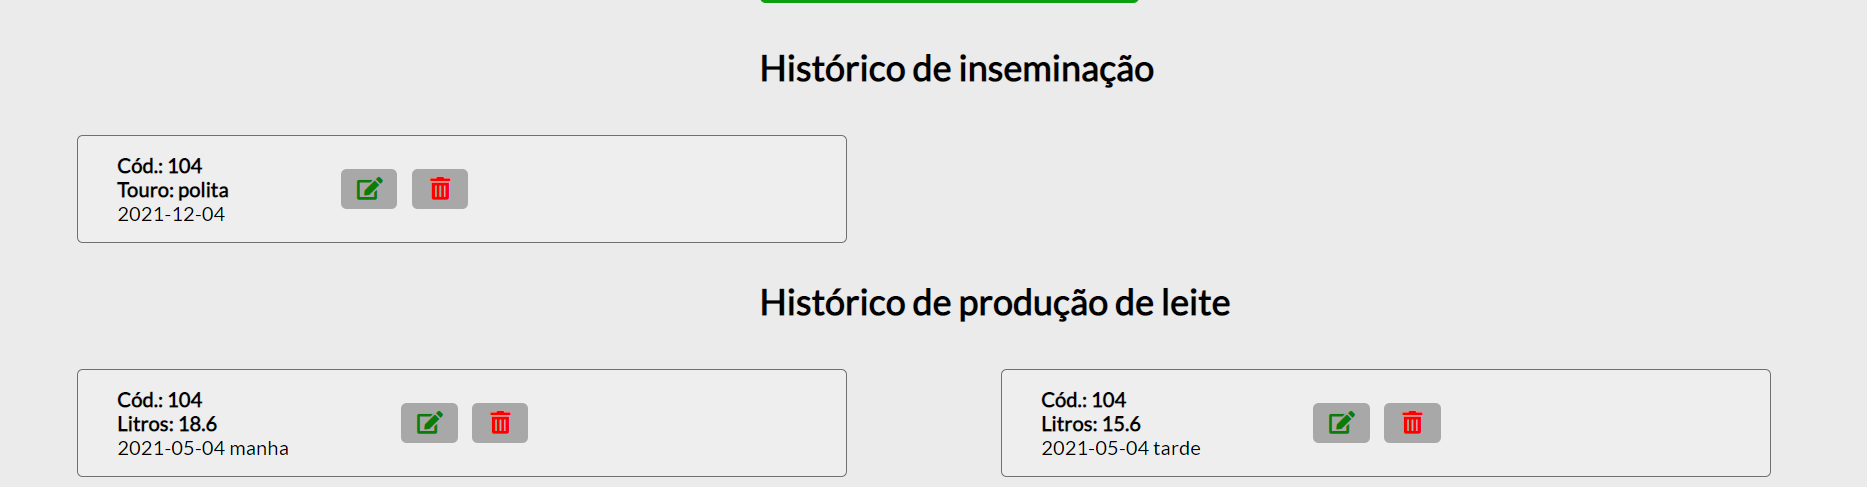 Histórico de inseminação
Cód.: 104
Touro: polita
2021-12-04
Histórico de produção de leite
Cód.: 104
Litros: 18.6
2021-05-04 manha
Cód.: 104
Litros: 15.6
2021-05-04 tarde